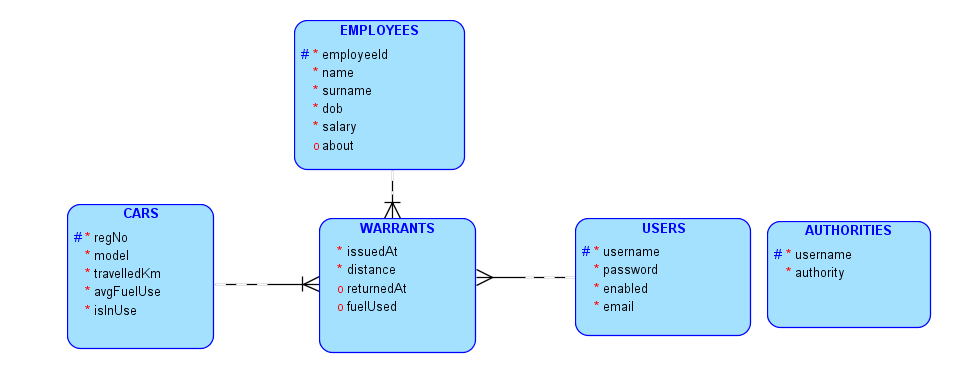 EMPLOYEES
# * employeeId
* name
* surname
* dob
* salary
o about
CARS
# * regNo
* model
* travelledKm
* avgFuelUse
* isInUse
WARRANTS
* issuedAt
* distance
o returnedAt
o fuelUsed
USERS
# * username
* password
* enabled
* email
AUTHORITIES
# * username
* authority